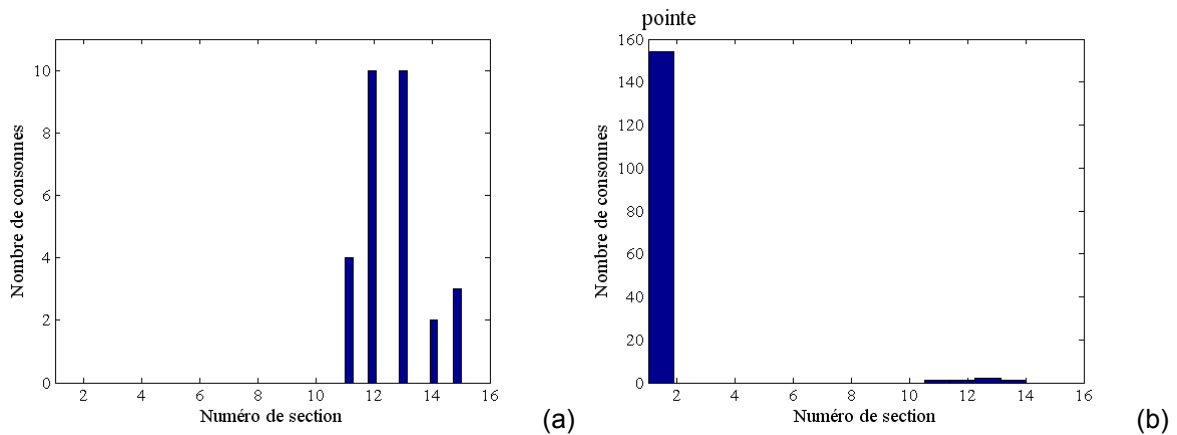 pointe
10
8
6
4
2
0
2 4 6 8 10 12 14 16
Nombre de consonnes
Numéro de section
(a)
160
140
120
100
80
60
40
20
0
2 4 6 8 10 12 14 16
Nombre de consonnes
Numéro de section
(b)